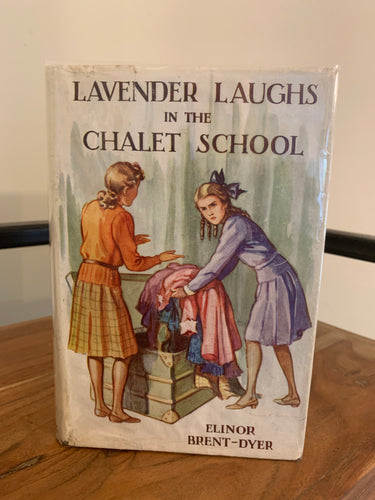 LAVENDER LAUGHS
IN THE
CHALET SCHOOL
ELINOR
BRENT-DYER